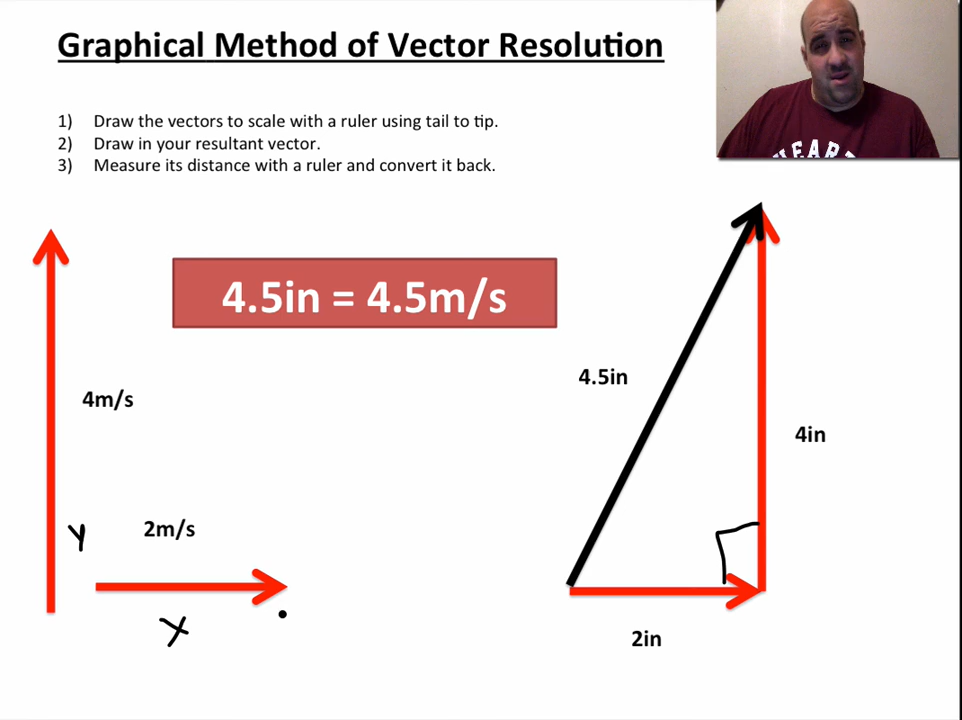 Graphical Method of Vector Resolution
1) Draw the vectors to scale with a ruler using tail to tip.
2) Draw in your resultant vector.
3) Measure its distance with a ruler and convert it back.
HEAR
4.5in = 4.5m/s
4.5in
4m/s
4in
y
2m/s
x
2in